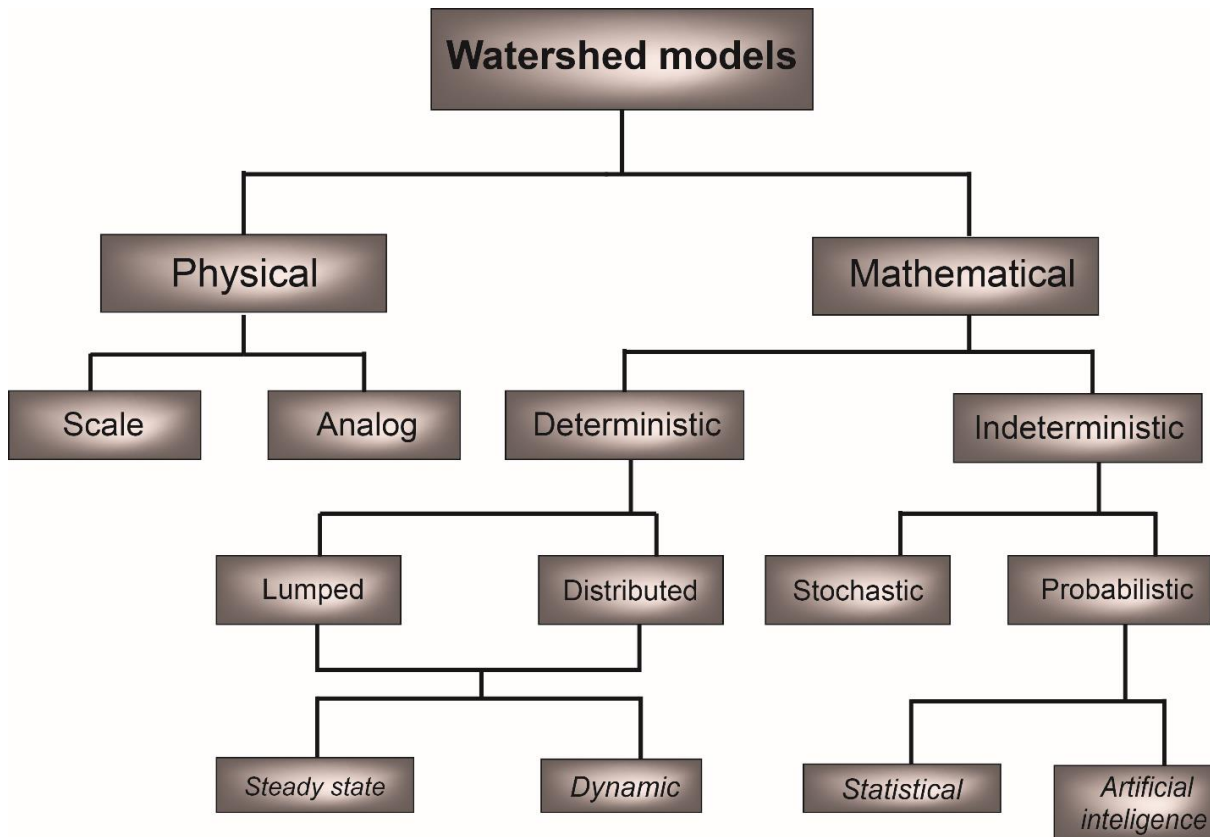 Watershed models
Physical
Mathematical
Scale
Analog
Deterministic
Indeterministic
Lumped
Distributed
Stochastic
Probabilistic
Steady state
Dynamic
Statistical
Artificial
inteligence